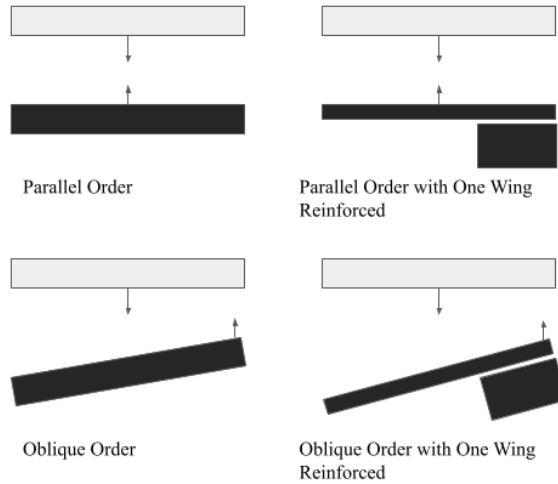 Parallel Order
Parallel Order with One Wing
Reinforced
Oblique Order
Oblique Order with One Wing
Reinforced